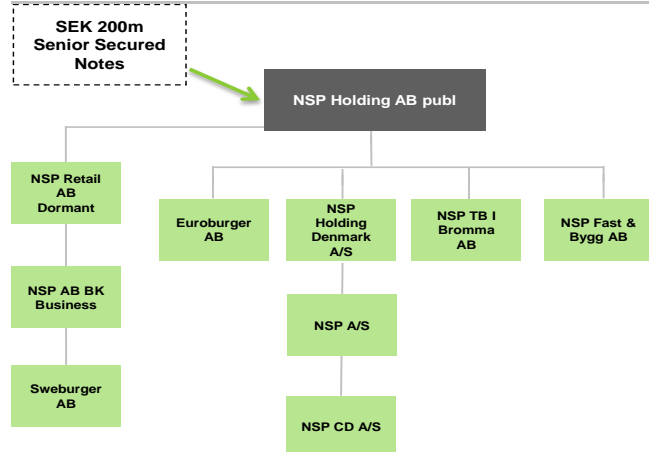 SEK 200m
Senior Secured
Notes
NSP Holding AB publ
NSP Retail
AB
Dormant
Euroburger
AB
NSP
Holding
Denmark
A/S
NSP TB I
Bromma
AB
NSP Fast &
Bygg AB
NSP AB BK
Business
NSP A/S
Sweburger
AB
NSP CD A/S